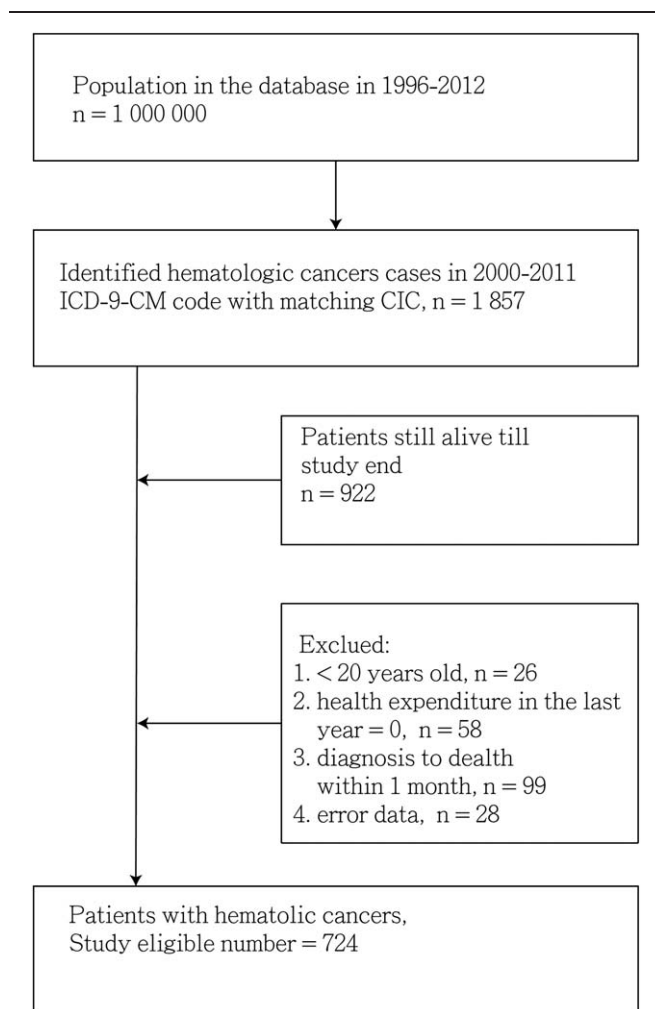 Population in the database in 1996-2012
n = 1 000 000
Identified hematologic cancers cases in 2000-2011
ICD-9-CM code with matching CIC, n = 1 857
Patients still alive till
study end
n = 922
Exclued:
1. < 20 years old, n = 26
2. health expenditure in the last
year = 0, n = 58
3. diagnosis to dealth
within 1 month, n = 99
4. error data, n = 28
Patients with hematolic cancers,
Study eligible number = 724